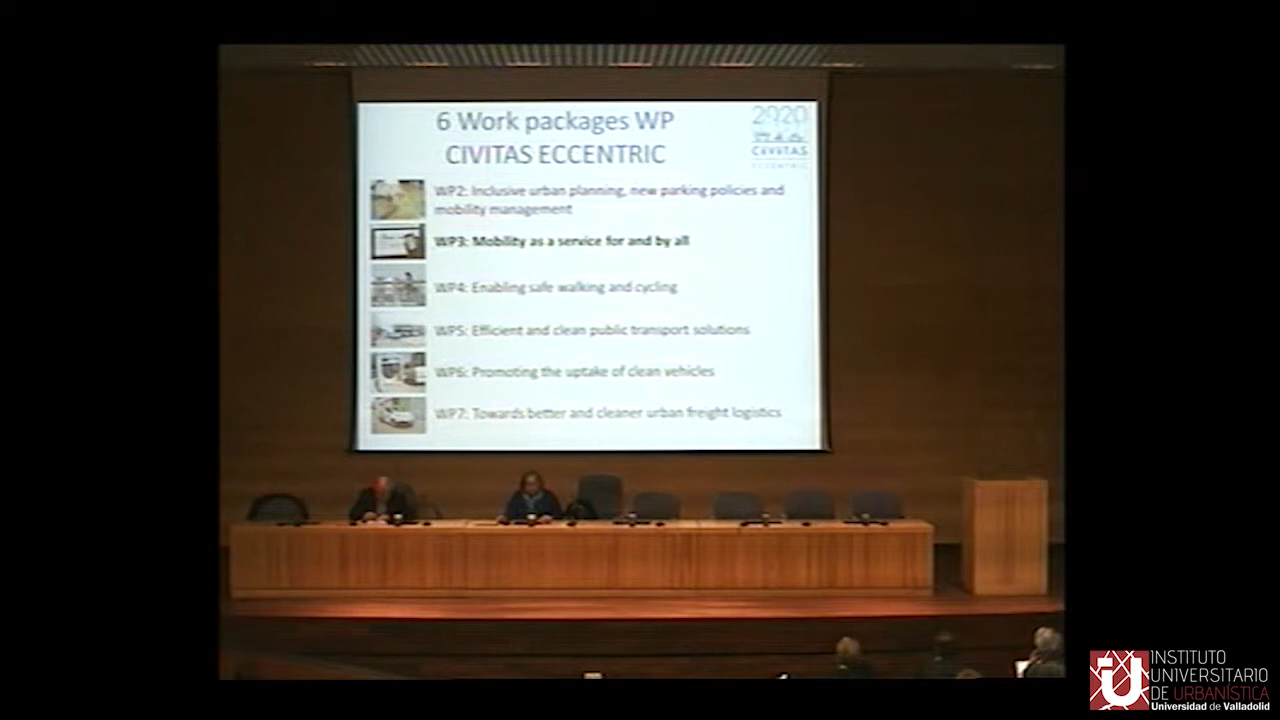 6 Work packages WP
CIVITAS ECCENTRIC
2020
CIVITAS
ECCENTRIC
WP2: Inclusive urban planning, new parking policies and
mobility management
WP3: Mobility as a service for and by all
WP4: Enabling safe walking and cycling
WP5: Efficient and clean public transport solutions
WP6: Promoting the uptake of clean vehicles
WP7: Towards better and cleaner urban freight logistics
INSTITUTO
UNIVERSITARIO
DE URBANÍSTICA
Universidad de Valladolid